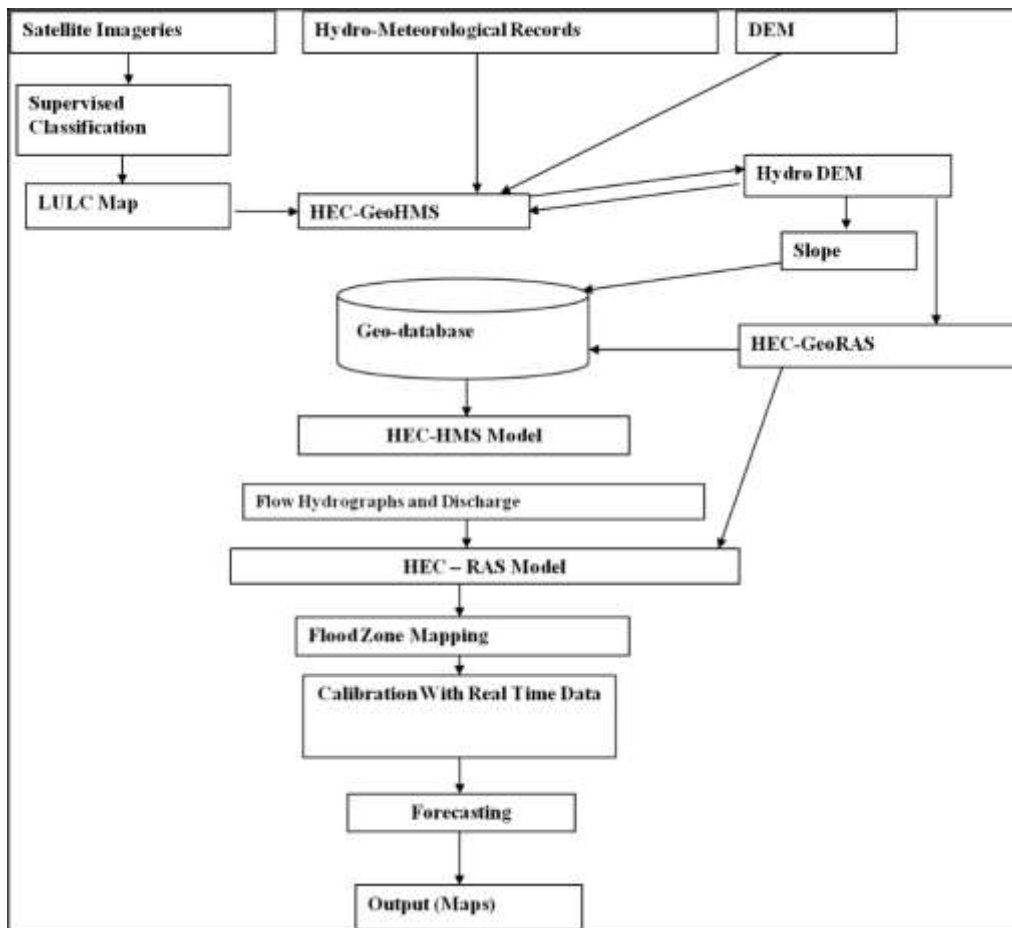 Satellite Imageries
Hydro-Meteorological Records
DEM
Supervised
Classification
Hydro DEM
LULC Map
HEC-GeoHMS
Slope
Geo-database
HEC-GeoRAS
HEC-HMS Model
Flow Hydrographs and Discharge
HEC – RAS Model
Flood Zone Mapping
Calibration With Real Time Data
Forecasting
Output (Maps)